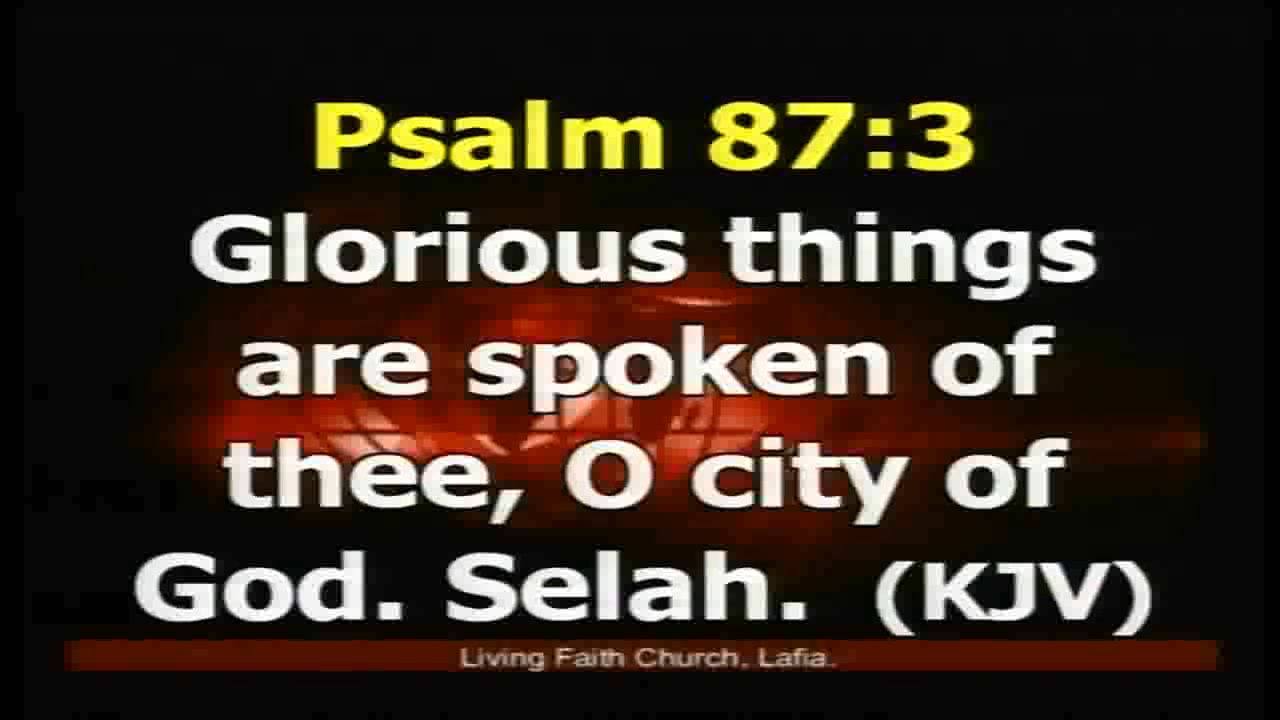 Psalm 87:3
Glorious things
are spoken of
thee, O city of
God. Selah. (KJV)
Living Faith Church. Lafia.